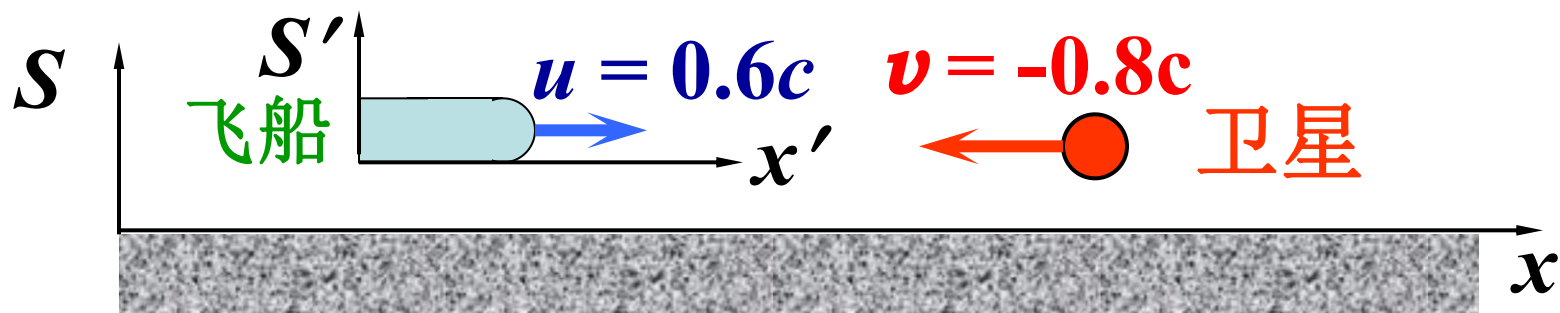 S
S′
飞船
u = 0.6c
x′
v = -0.8c
卫星
x